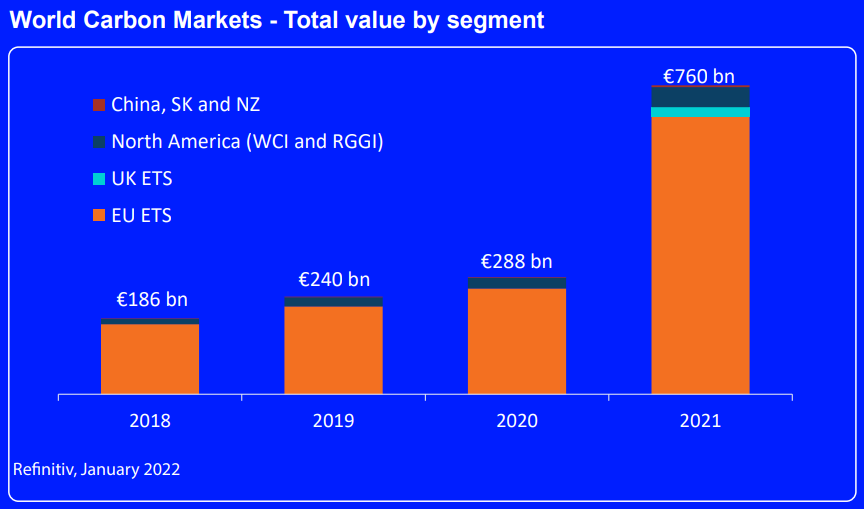 World Carbon Markets - Total value by segment
€760 bn
China, SK and NZ
North America (WCI and RGGI)
UK ETS
EU ETS
€288 bn
€240 bn
€186 bn
2018 2019 2020 2021
Refinitiv, January 2022